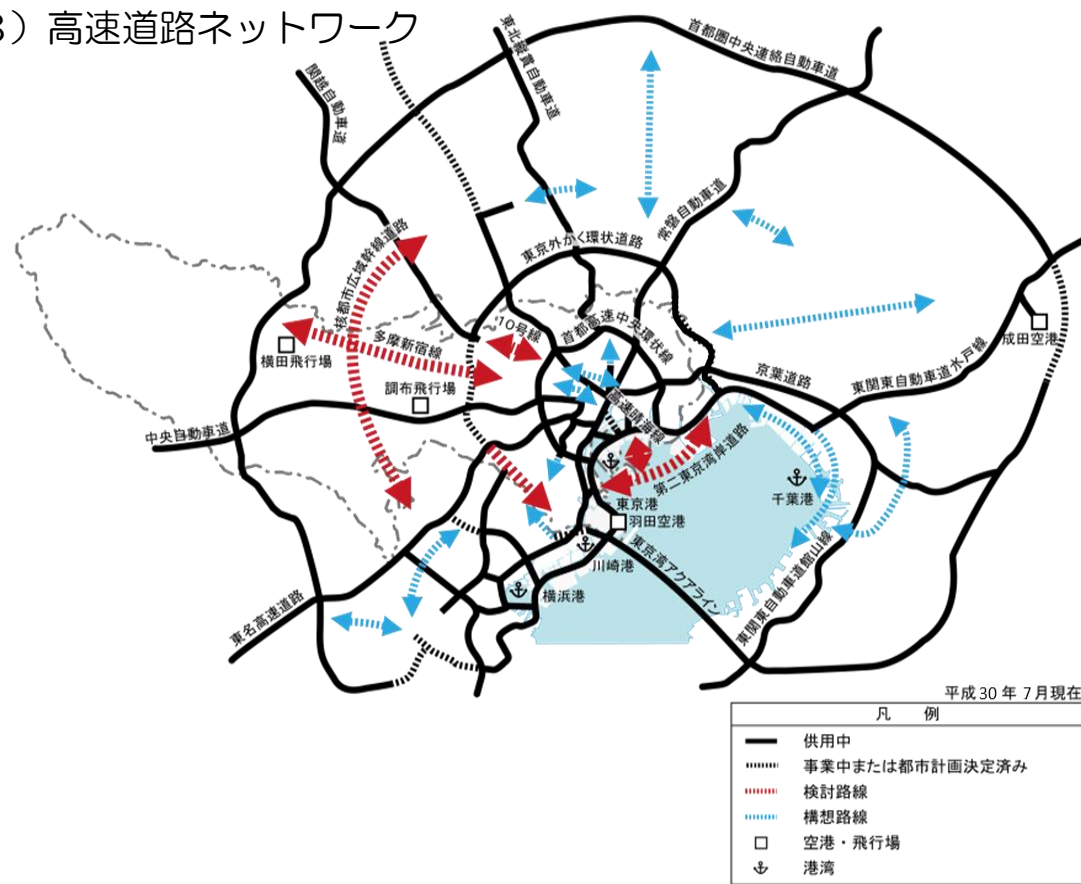 3）高速道路ネットワーク
首都圏中央連絡自動車道
東北縦貫自動車道
関越自動車道
常磐自動車道
東京外かく環状道路
核都市広域幹線道路
10号線
首都高速中央環状線
多摩新宿線
横田飛行場
成田空港
調布飛行場
京葉道路
東関東自動車道水戸線
高速晴海線
中央自動車道
第二東京湾岸道路
千葉港
東京港
羽田空港
川崎港
東京湾アクアライン
東関東自動車道館山線
横浜港
東名高速道路
平成30年7月現在
凡 例
供用中
事業中または都市計画決定済み
検討路線
構想路線
空港・飛行場
港湾